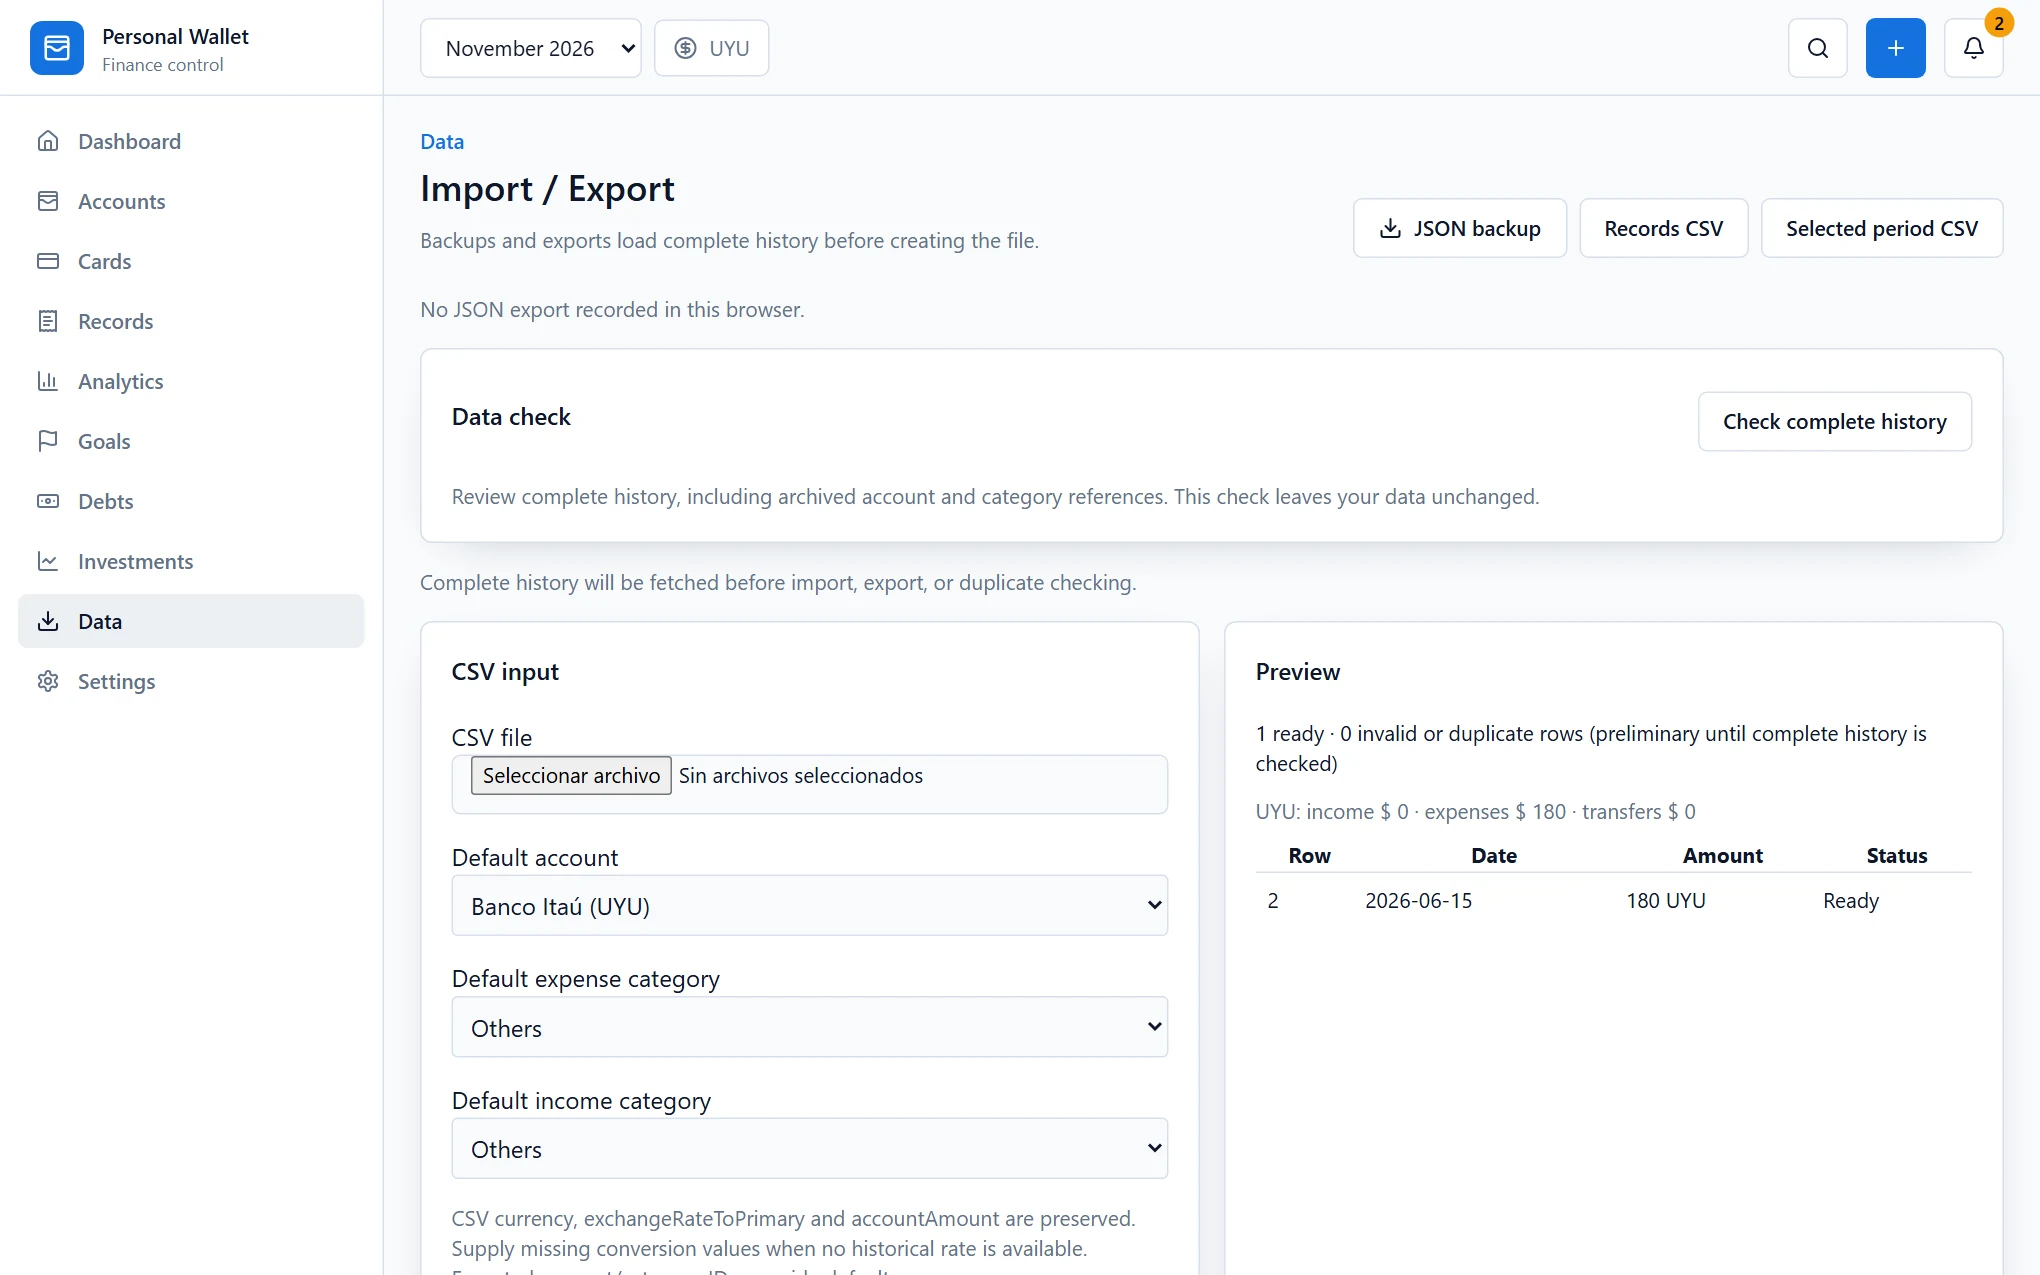 Personal Wallet
Finance control
November 2026
UYU
2
Dashboard
Accounts
Cards
Records
Analytics
Goals
Debts
Investments
Data
Settings
Data
Import / Export
Backups and exports load complete history before creating the file.
JSON backup
Records CSV
Selected period CSV
No JSON export recorded in this browser.
Data check
Check complete history
Review complete history, including archived account and category references. This check leaves your data unchanged.
Complete history will be fetched before import, export, or duplicate checking.
CSV input
CSV file
Seleccionar archivo Sin archivos seleccionados
Default account
Banco Itaú (UYU)
Default expense category
Others
Default income category
Others
CSV currency, exchangeRateToPrimary and accountAmount are preserved.
Supply missing conversion values when no historical rate is available.
Preview
1 ready · 0 invalid or duplicate rows (preliminary until complete history is
checked)
UYU: income $ 0 · expenses $ 180 · transfers $ 0
Row Date Amount Status
2 2026-06-15 180 UYU Ready